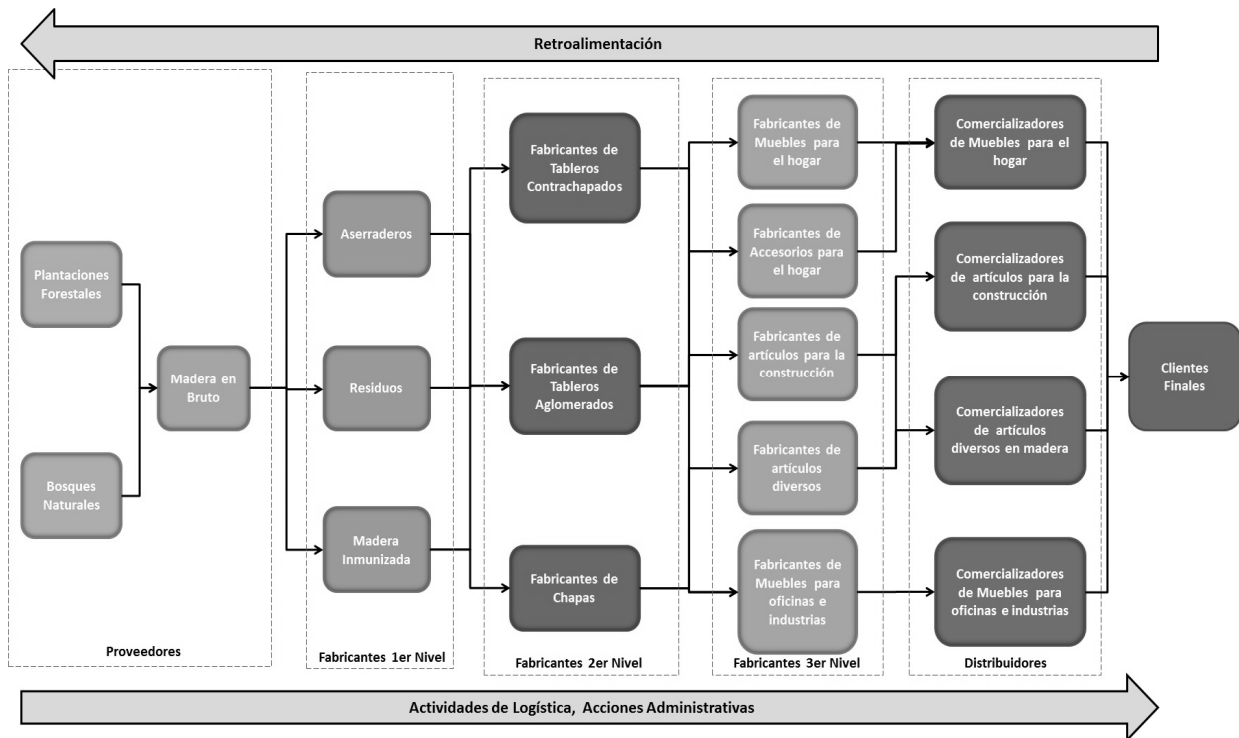 Retroalimentación
Plantaciones
Forestales
Bosques
Naturales
Madera en
Bruto
Proveedores
Aserraderos
Residuos
Madera
Inmunizada
Fabricantes 1er Nivel
Fabricantes de
Tableros
Contrachapados
Fabricantes de
Tableros
Aglomerados
Fabricantes de
Chapas
Fabricantes 2er Nivel
Fabricantes de
Muebles para
el hogar
Fabricantes de
Accesorios para
el hogar
Fabricantes de
artículos para la
construcción
Fabricantes de
artículos
diversos
Fabricantes de
Muebles para
oficinas e
industrias
Fabricantes 3er Nivel
Comercializadores
de Muebles para el
hogar
Comercializadores
de artículos para la
construcción
Comercializadores
de artículos
diversos en madera
Comercializadores
de Muebles para
oficinas e industrias
Distribuidores
Clientes
Finales
Actividades de Logística, Acciones Administrativas